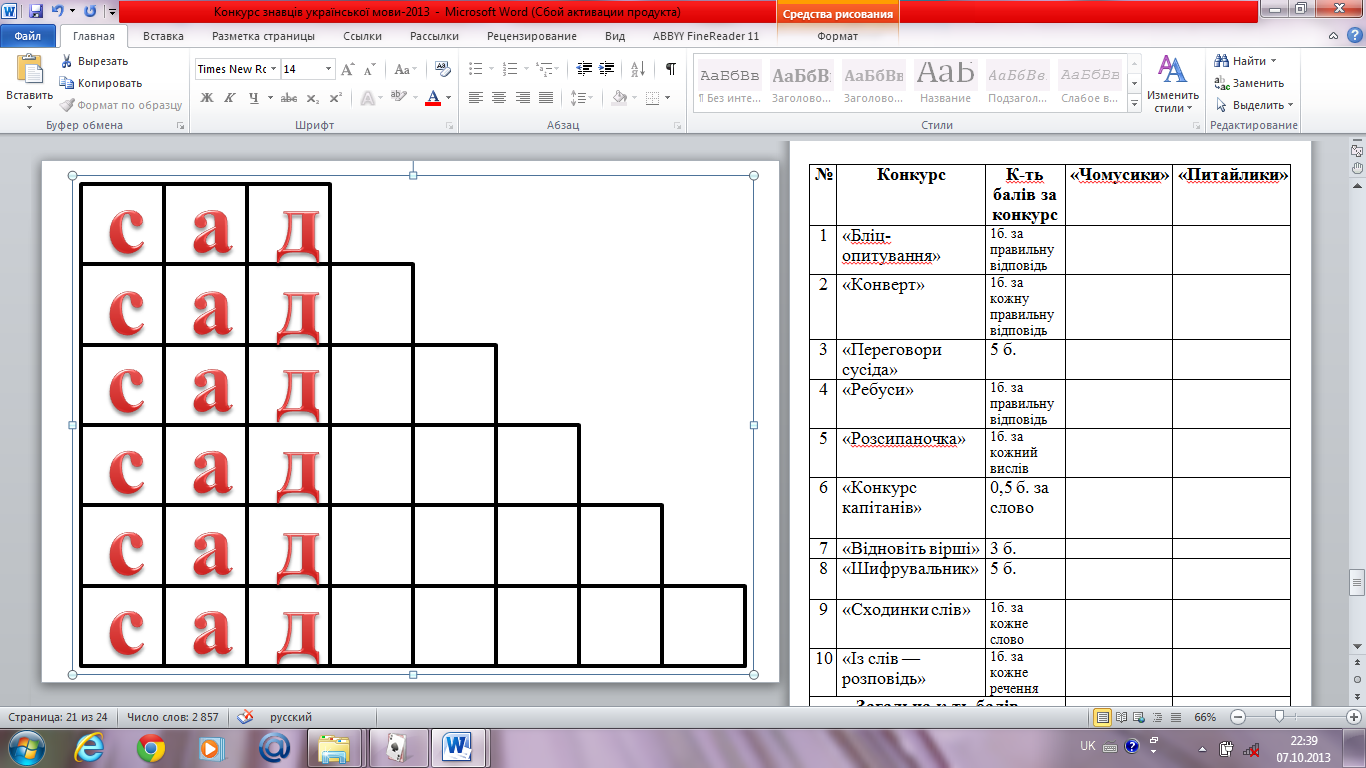 Конкурс знавців української мови-2013 - Microsoft Word (Сбой активации продукта)
Средства рисования
Файл Главная Вставка Разметка страницы Ссылки Рассылки Рецензирование Вид ABBYY FineReader 11 Формат
Вставить
Вырезать
Копировать
Формат по образцу
Буфер обмена
Times New Ro 14
Ж К Ч abc x₂ x²
Шрифт
Абзац
АаБбВв АаБбВ АаБбВв АаБ АаБбВв. АаБбВв.
¶ Без инте... Заголово... Заголово... Название Подзагол... Слабое в...
Стили
Изменить
стили
Найти
Заменить
Выделить
Редактирование
с а д
с а д
с а д
с а д
с а д
с а д
№ Конкурс К-ть балів за конкурс «Чомусики» «Питайлики»
1 «Бліц-
опитування» 1б. за
правильну
відповідь
2 «Конверт» 1б. за
кожну
правильну
відповідь
3 «Переговори
сусіда» 5 б.
4 «Ребуси» 1б. за
правильну
відповідь
5 «Розсипаночка» 1б. за
кожний
вислів
6 «Конкурс
капітанів» 0,5 б. за
слово
7 «Відновіть вірші» 3 б.
8 «Шифрувальник» 5 б.
9 «Сходинки слів» 1б. за
кожне
слово
10 «Із слів —
розповідь» 1б. за
кожне
речення
Загальна к-ть балів
Страница: 21 из 24 Число слов: 2 857 русский 66%
UK 22:39
07.10.2013